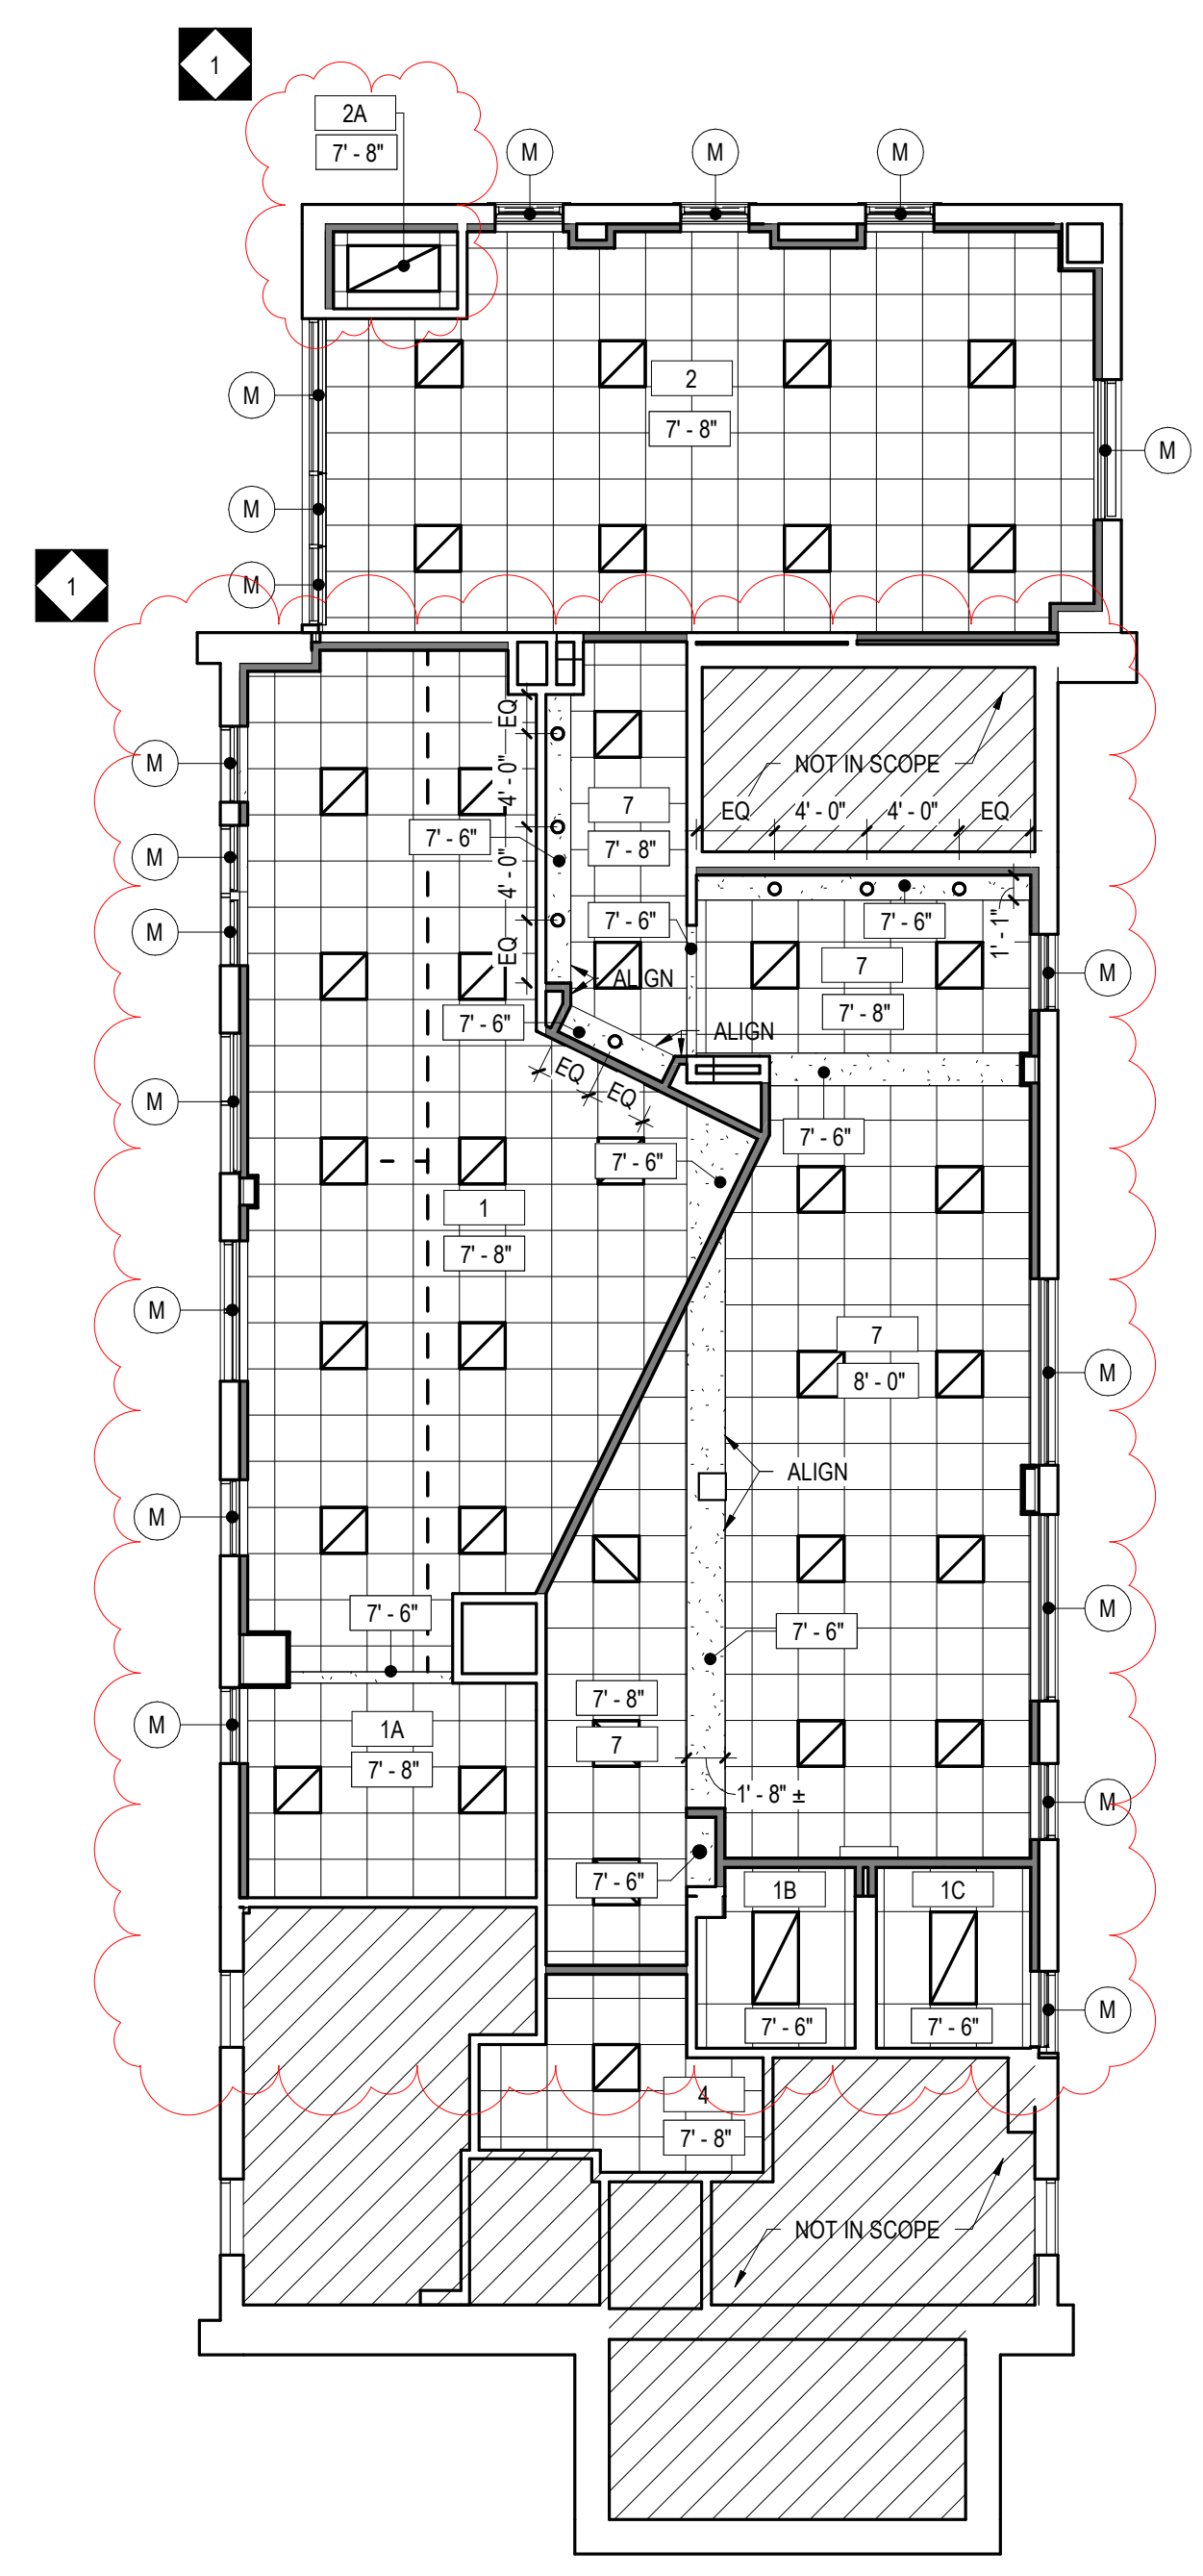 1
2A
7' - 8"
M
M
M
M
2
7' - 8"
M
M
1
M
EQ
NOT IN SCOPE
M
4' - 0"
7
EQ
4' - 0"
4' - 0"
EQ
7' - 6"
7' - 8"
M
4' - 0"
7' - 6"
7' - 6"
1' - 1"
M
EQ
7
M
ALIGN
7' - 8"
7' - 6"
ALIGN
EQ
EQ
M
7' - 6"
7' - 6"
1
7' - 8"
M
7
8' - 0"
M
ALIGN
M
7' - 6"
7' - 6"
M
7' - 8"
M
1A
7
7' - 8"
1' - 8" ±
M
7' - 6"
1B
1C
7' - 6"
7' - 6"
M
4
7' - 8"
NOT IN SCOPE